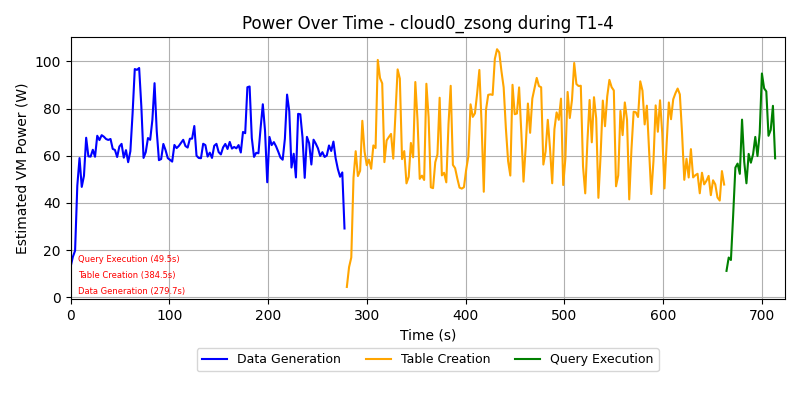 Power Over Time - cloud0_zsong during T1-4
Estimated VM Power (W)
100
80
60
40
20
0
Query Execution (49.5s)
Table Creation (384.5s)
Data Generation (279.7s)
0 100 200 300 400 500 600 700
Time (s)
Data Generation Table Creation Query Execution